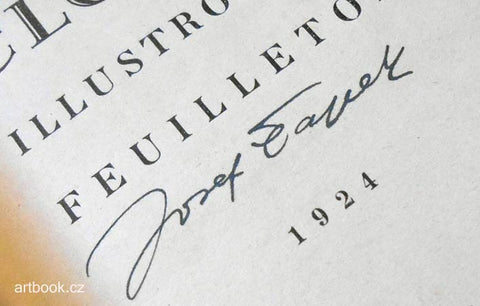 ILLUSTRO
FEUILLETO
Josef Čapek
1924
artbook.cz